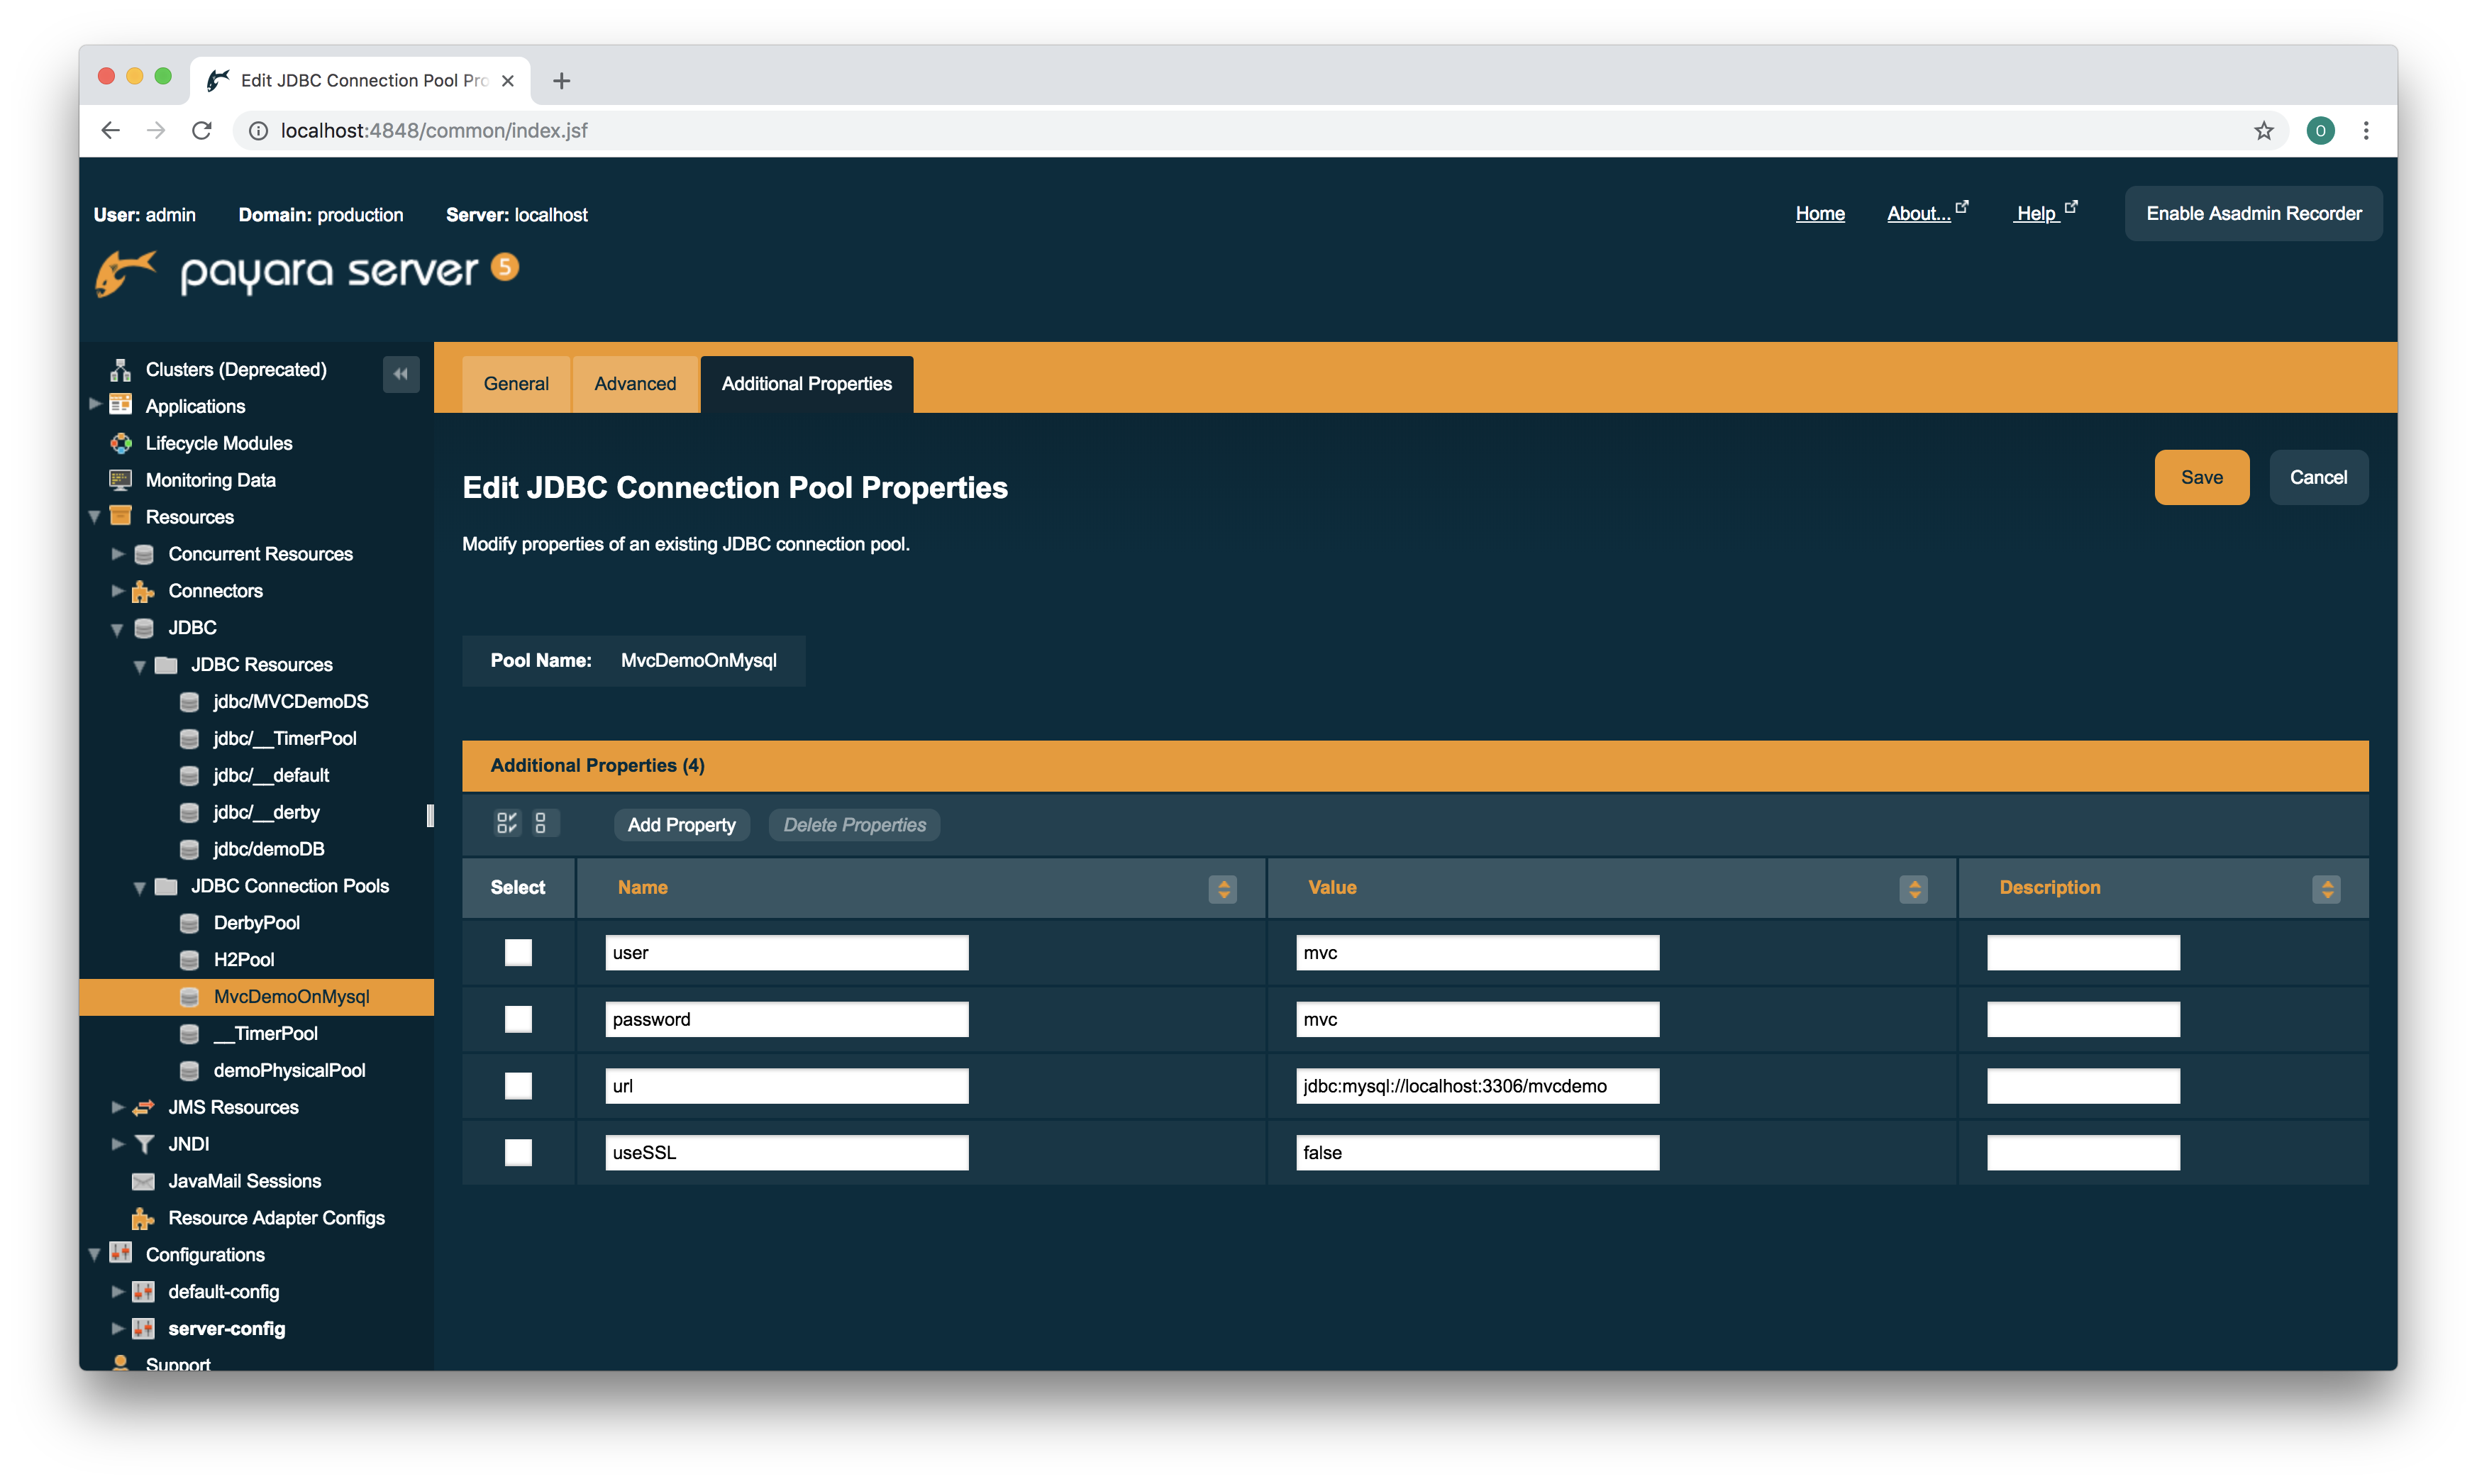 Edit JDBC Connection Pool Pro
localhost:4848/common/index.jsf
O
User: admin Domain: production Server: localhost
Home About... Help Enable Asadmin Recorder
payara server 5
Clusters (Deprecated)
Applications
Lifecycle Modules
Monitoring Data
Resources
Concurrent Resources
Connectors
JDBC
JDBC Resources
jdbc/MVCDemoDS
jdbc/__TimerPool
jdbc/__default
jdbc/__derby
jdbc/demoDB
JDBC Connection Pools
DerbyPool
H2Pool
MvcDemoOnMysql
__TimerPool
demoPhysicalPool
JMS Resources
JNDI
JavaMail Sessions
Resource Adapter Configs
Configurations
default-config
server-config
Support
General Advanced Additional Properties
Edit JDBC Connection Pool Properties
Save Cancel
Modify properties of an existing JDBC connection pool.
Pool Name: MvcDemoOnMysql
Additional Properties (4)
Add Property Delete Properties
Select Name Value Description
user mvc
password mvc
url jdbc:mysql://localhost:3306/mvcdemo
useSSL false